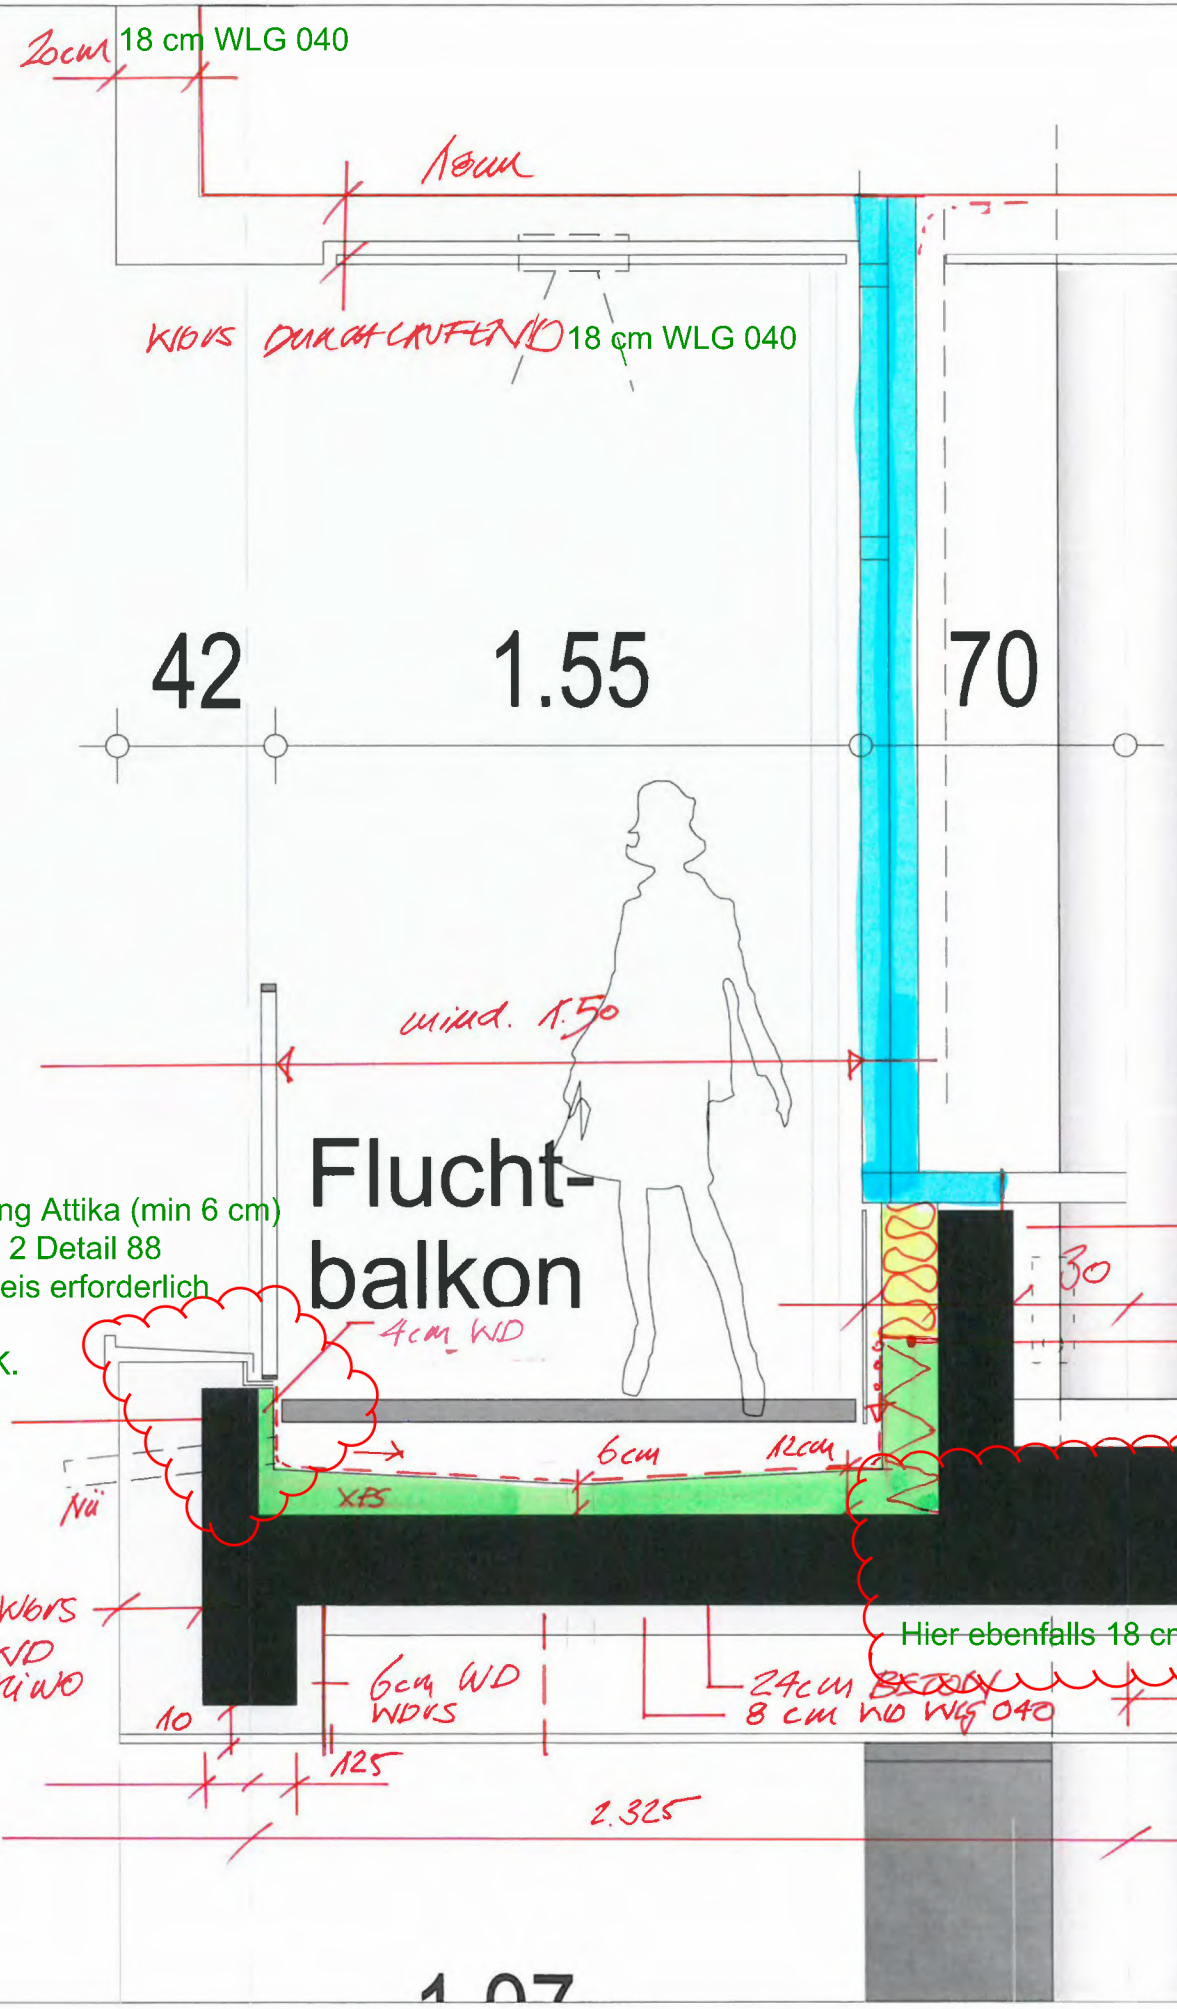 20cm 18 cm WLG 040
18cm
WDVS DURCHLAUFEND 18 cm WLG 040
42 1.55 70
mind. 1.50
Flucht-
balkon
ng Attika (min 6 cm)
2 Detail 88
eis erforderlich
K.
4cm WD
30
6cm 12cm
XPS
NÜ
WDVS
WD
Hier ebenfalls 18 cm
6cm WD
WDVS
24cm BETON
8 cm WD WLG 040
10
125
2.325
1.07